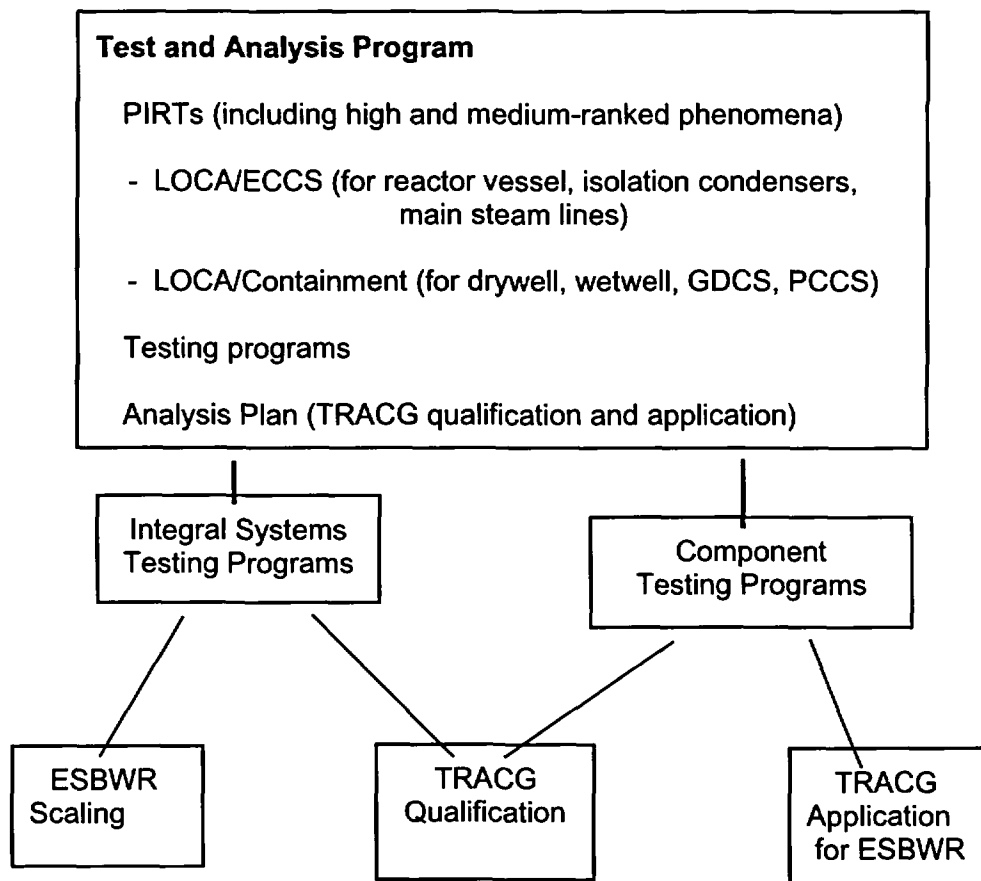 Test and Analysis Program
PIRTs (including high and medium-ranked phenomena)
- LOCA/ECCS (for reactor vessel, isolation condensers,
main steam lines)
- LOCA/Containment (for drywell, wetwell, GDCS, PCCS)
Testing programs
Analysis Plan (TRACG qualification and application)
Integral Systems
Testing Programs
Component
Testing Programs
ESBWR
Scaling
TRACG
Qualification
TRACG
Application
for ESBWR